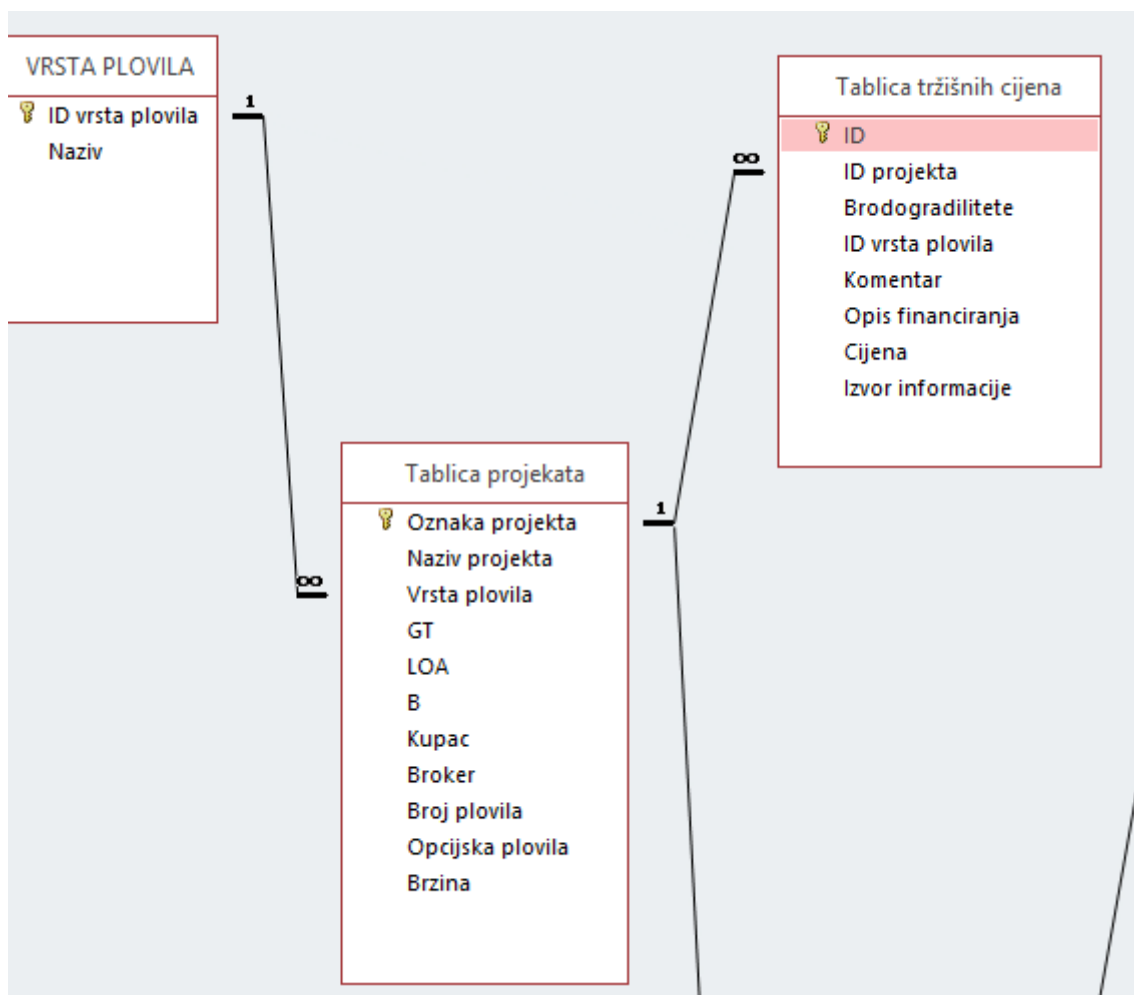 VRSTA PLOVILA
ID vrsta plovila
Naziv
1
∞
Tablica tržišnih cijena
ID
ID projekta
Brodogradilitete
ID vrsta plovila
Komentar
Opis financiranja
Cijena
Izvor informacije
∞
Tablica projekata
Oznaka projekta
Naziv projekta
Vrsta plovila
GT
LOA
B
Kupac
Broker
Broj plovila
Opcijska plovila
Brzina
1